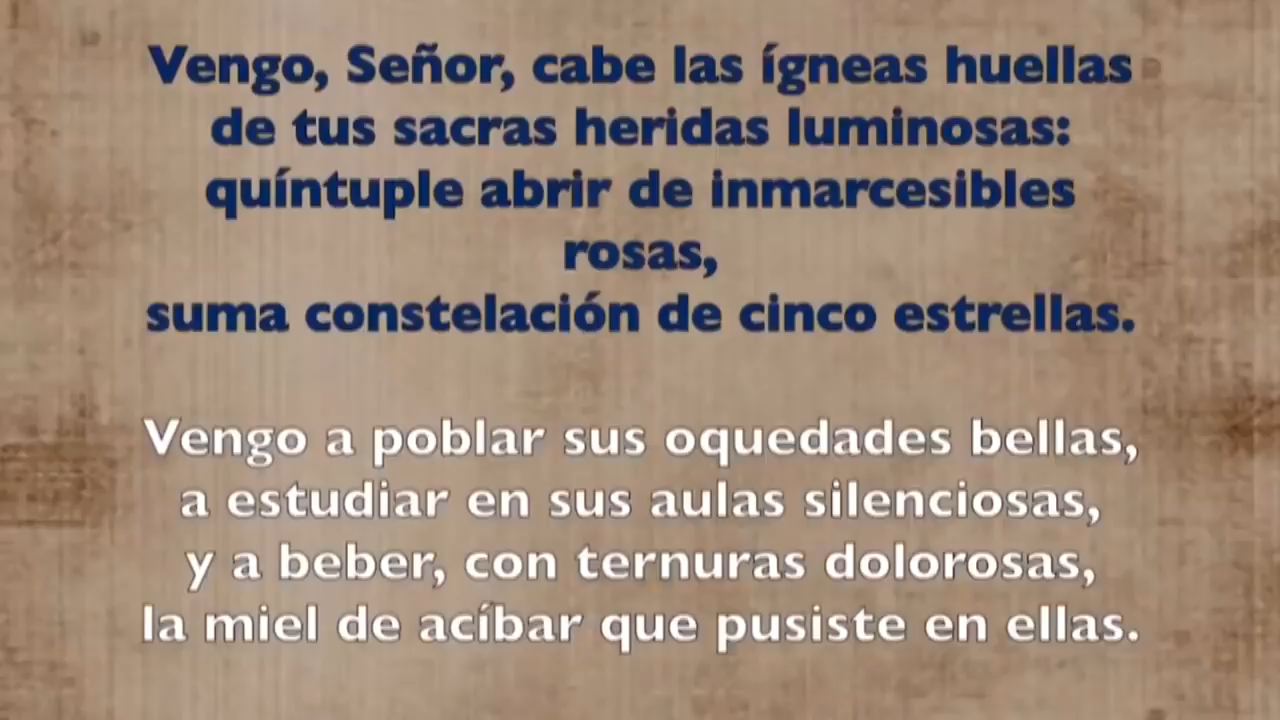 Vengo, Señor, cabe las ígneas huellas
de tus sacras heridas luminosas:
quíntuple abrir de inmarcesibles
rosas,
suma constelación de cinco estrellas.
Vengo a poblar sus oquedades bellas,
a estudiar en sus aulas silenciosas,
y a beber, con ternuras dolorosas,
la miel de acíbar que pusiste en ellas.